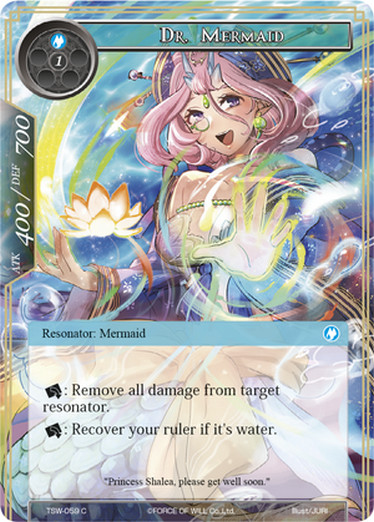 Dr. Mermaid
1
ATK 400 / DEF 700
Resonator: Mermaid
: Remove all damage from target
resonator.
: Recover your ruler if it's water.
"Princess Shalea, please get well soon."
TSW-059 C ©FORCE OF WILL Co.,Ltd. Illust/JURI